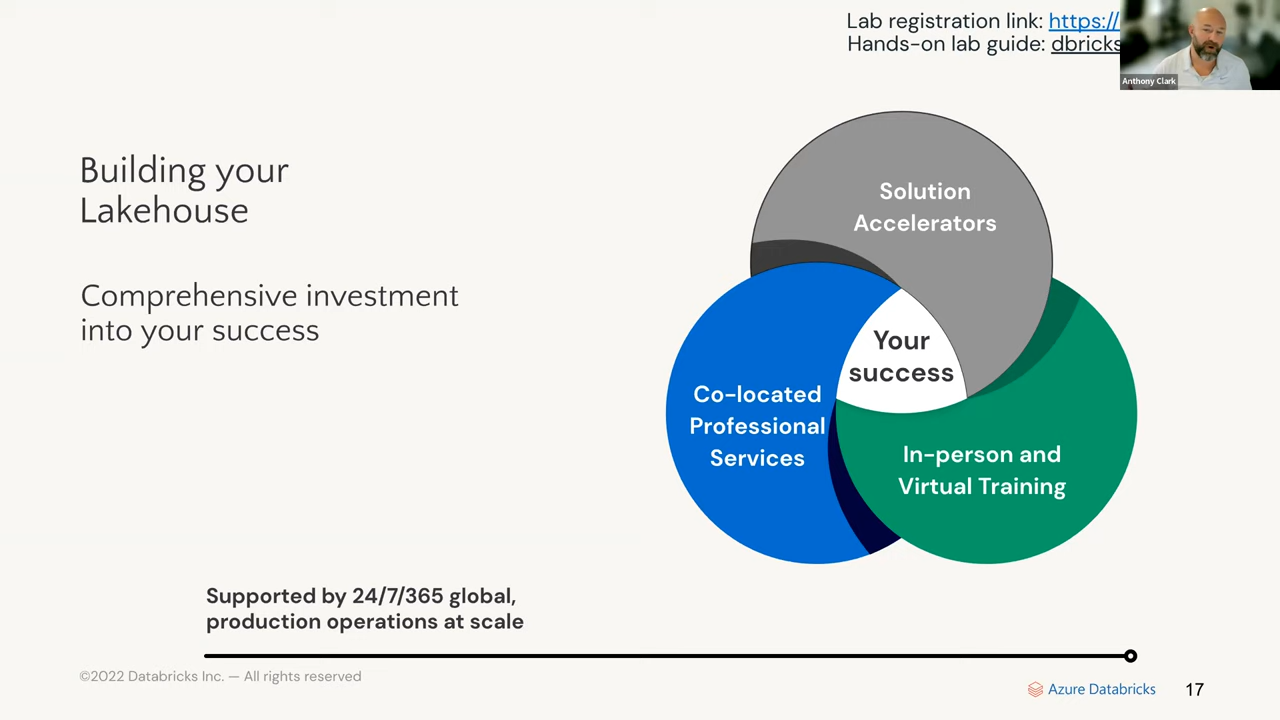 Lab registration link: https://
Hands-on lab guide: dbricks
Anthony Clark
Building your
Lakehouse
Comprehensive investment
into your success
Solution
Accelerators
Your
success
Co-located
Professional
Services
In-person and
Virtual Training
Supported by 24/7/365 global,
production operations at scale
©2022 Databricks Inc. — All rights reserved
Azure Databricks
17